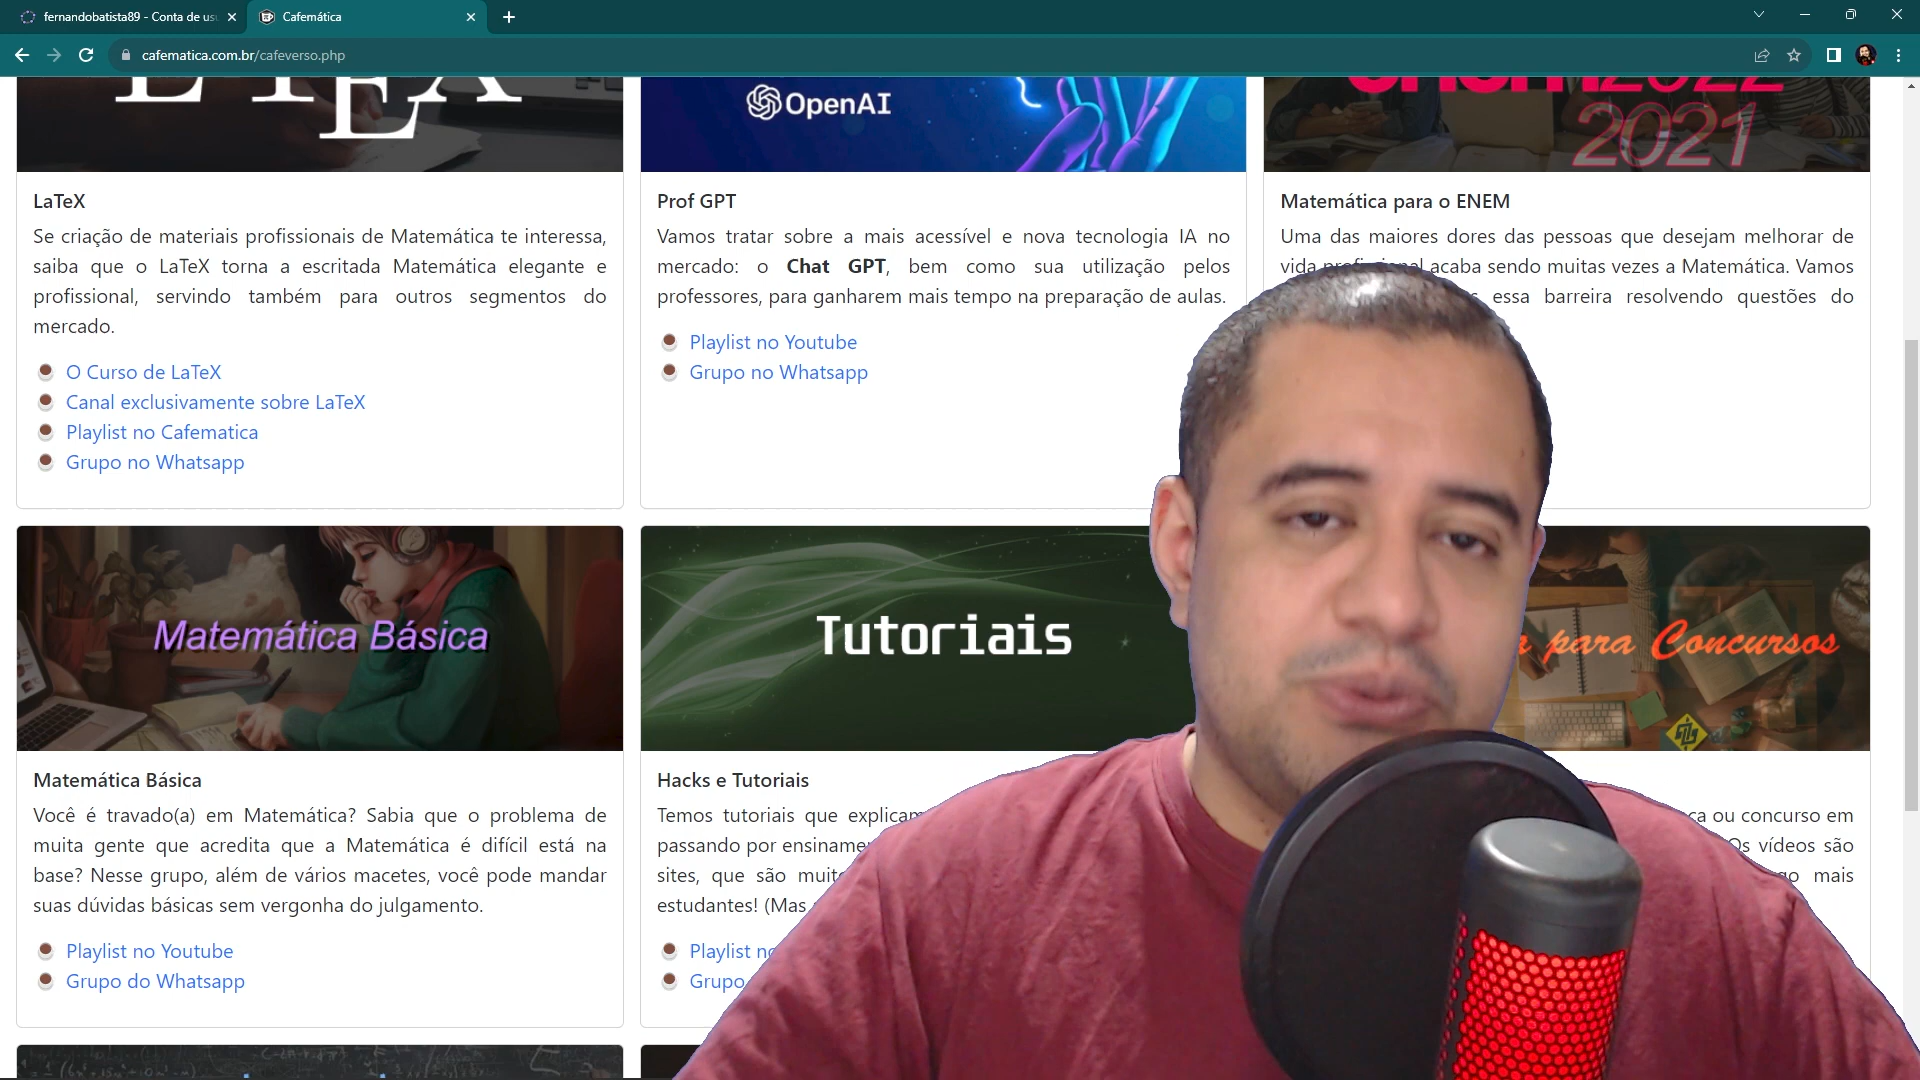 fernandobatista89 - Conta de us
Cafemática
cafematica.com.br/cafeverso.php
LATEX
OpenAI
enem2022
2021
LaTeX
Se criação de materiais profissionais de Matemática te interessa,
saiba que o LaTeX torna a escritada Matemática elegante e
profissional, servindo também para outros segmentos do
mercado.
O Curso de LaTeX
Canal exclusivamente sobre LaTeX
Playlist no Cafematica
Grupo no Whatsapp
Prof GPT
Vamos tratar sobre a mais acessível e nova tecnologia IA no
mercado: o Chat GPT, bem como sua utilização pelos
professores, para ganharem mais tempo na preparação de aulas.
Playlist no Youtube
Grupo no Whatsapp
Matemática para o ENEM
Uma das maiores dores das pessoas que desejam melhorar de
vida profissional acaba sendo muitas vezes a Matemática. Vamos
essa barreira resolvendo questões do
Matemática Básica
Tutoriais
para Concursos
Matemática Básica
Você é travado(a) em Matemática? Sabia que o problema de
muita gente que acredita que a Matemática é difícil está na
base? Nesse grupo, além de vários macetes, você pode mandar
suas dúvidas básicas sem vergonha do julgamento.
Playlist no Youtube
Grupo do Whatsapp
Hacks e Tutoriais
Temos tutoriais que explicam
passando por ensiname
sites, que são muit
estudantes! (Mas
Playlist no
Grupo
ca ou concurso em
Os vídeos são
go mais